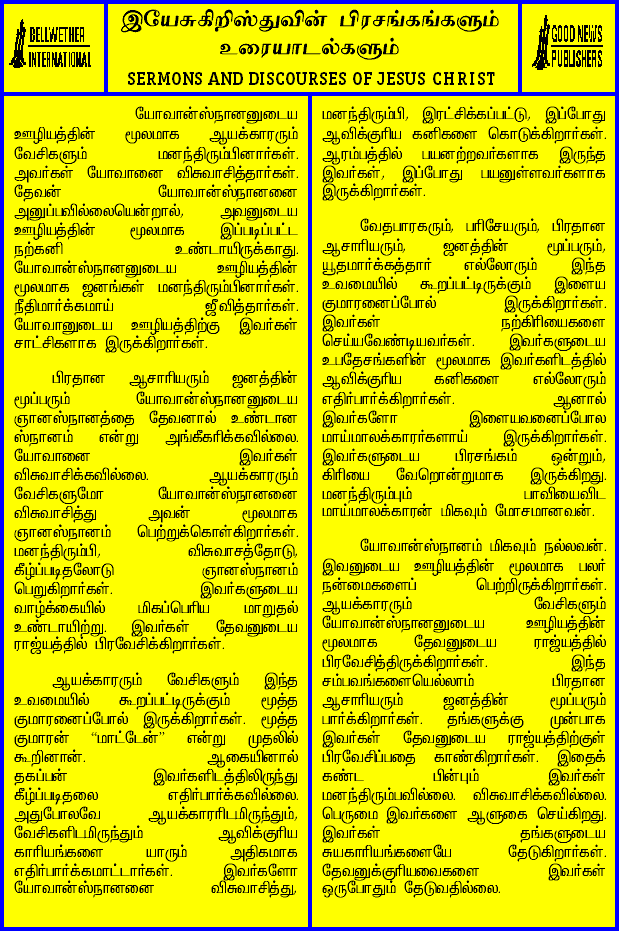 BELLWETHER
INTERNATIONAL
இயேசுகிறிஸ்துவின் பிரசங்கங்களும்
உரையாடல்களும்
SERMONS AND DISCOURSES OF JESUS CHRIST
GOOD NEWS
PUBLISHERS
யோவான்ஸ்நானனுடைய
ஊழியத்தின் மூலமாக ஆயக்காரரும்
வேசிகளும் மனந்திரும்பினார்கள்.
அவர்கள் யோவானை விசுவாசித்தார்கள்.
தேவன் யோவான்ஸ்நானனை
அனுப்பவில்லையென்றால், அவனுடைய
ஊழியத்தின் மூலமாக இப்படிப்பட்ட
நற்கனி உண்டாயிருக்காது.
யோவான்ஸ்நானனுடைய ஊழியத்தின்
மூலமாக ஜனங்கள் மனந்திரும்பினார்கள்.
நீதிமார்க்கமாய் ஜீவித்தார்கள்.
யோவானுடைய ஊழியத்திற்கு இவர்கள்
சாட்சிகளாக இருக்கிறார்கள்.
பிரதான ஆசாரியரும் ஜனத்தின்
மூப்பரும் யோவான்ஸ்நானனுடைய
ஞானஸ்நானத்தை தேவனால் உண்டான
ஸ்நானம் என்று அங்கீகரிக்கவில்லை.
யோவானை இவர்கள்
விசுவாசிக்கவில்லை. ஆயக்காரரும்
வேசிகளுமோ யோவான்ஸ்நானனை
விசுவாசித்து அவன் மூலமாக
ஞானஸ்நானம் பெற்றுக்கொள்கிறார்கள்.
மனந்திரும்பி, விசுவாசத்தோடு,
கீழ்ப்படிதலோடு ஞானஸ்நானம்
பெறுகிறார்கள். இவர்களுடைய
வாழ்க்கையில் மிகப்பெரிய மாறுதல்
உண்டாயிற்று. இவர்கள் தேவனுடைய
ராஜ்யத்தில் பிரவேசிக்கிறார்கள்.
ஆயக்காரரும் வேசிகளும் இந்த
உவமையில் கூறப்பட்டிருக்கும் மூத்த
குமாரனைப்போல் இருக்கிறார்கள். மூத்த
குமாரன் “மாட்டேன்” என்று முதலில்
கூறினான். ஆகையினால்
தகப்பன் இவர்களிடத்திலிருந்து
கீழ்ப்படிதலை எதிர்பார்க்கவில்லை.
அதுபோலவே ஆயக்காரரிடமிருந்தும்,
வேசிகளிடமிருந்தும் ஆவிக்குரிய
காரியங்களை யாரும் அதிகமாக
எதிர்பார்க்கமாட்டார்கள். இவர்களோ
யோவான்ஸ்நானனை விசுவாசித்து,
மனந்திரும்பி, இரட்சிக்கப்பட்டு, இப்போது
ஆவிக்குரிய கனிகளை கொடுக்கிறார்கள்.
ஆரம்பத்தில் பயனற்றவர்களாக இருந்த
இவர்கள், இப்போது பயனுள்ளவர்களாக
இருக்கிறார்கள்.
வேதபாரகரும், பரிசேயரும், பிரதான
ஆசாரியரும், ஜனத்தின் மூப்பரும்,
யூதமார்க்கத்தார் எல்லோரும் இந்த
உவமையில் கூறப்பட்டிருக்கும் இளைய
குமாரனைப்போல் இருக்கிறார்கள்.
இவர்கள் நற்கிரியைகளை
செய்யவேண்டியவர்கள். இவர்களுடைய
உபதேசங்களின் மூலமாக இவர்களிடத்தில்
ஆவிக்குரிய கனிகளை எல்லோரும்
எதிர்பார்க்கிறார்கள். ஆனால்
இவர்களோ இளையவனைப்போல
மாய்மாலக்காரர்களாய் இருக்கிறார்கள்.
இவர்களுடைய பிரசங்கம் ஒன்றும்,
கிரியை வேறொன்றுமாக இருக்கிறது.
மனந்திரும்பும் பாவியைவிட
மாய்மாலக்காரன் மிகவும் மோசமானவன்.
யோவான்ஸ்நானம் மிகவும் நல்லவன்.
இவனுடைய ஊழியத்தின் மூலமாக பலர்
நன்மைகளைப் பெற்றிருக்கிறார்கள்.
ஆயக்காரரும் வேசிகளும்
யோவான்ஸ்நானனுடைய ஊழியத்தின்
மூலமாக தேவனுடைய ராஜ்யத்தில்
பிரவேசித்திருக்கிறார்கள். இந்த
சம்பவங்களையெல்லாம் பிரதான
ஆசாரியரும் ஜனத்தின் மூப்பரும்
பார்க்கிறார்கள். தங்களுக்கு முன்பாக
இவர்கள் தேவனுடைய ராஜ்யத்திற்குள்
பிரவேசிப்பதை காண்கிறார்கள். இதைக்
கண்ட பின்பும் இவர்கள்
மனந்திரும்பவில்லை. விசுவாசிக்கவில்லை.
பெருமை இவர்களை ஆளுகை செய்கிறது.
இவர்கள் தங்களுடைய
சுயகாரியங்களையே தேடுகிறார்கள்.
தேவனுக்குரியவைகளை இவர்கள்
ஒருபோதும் தேடுவதில்லை.